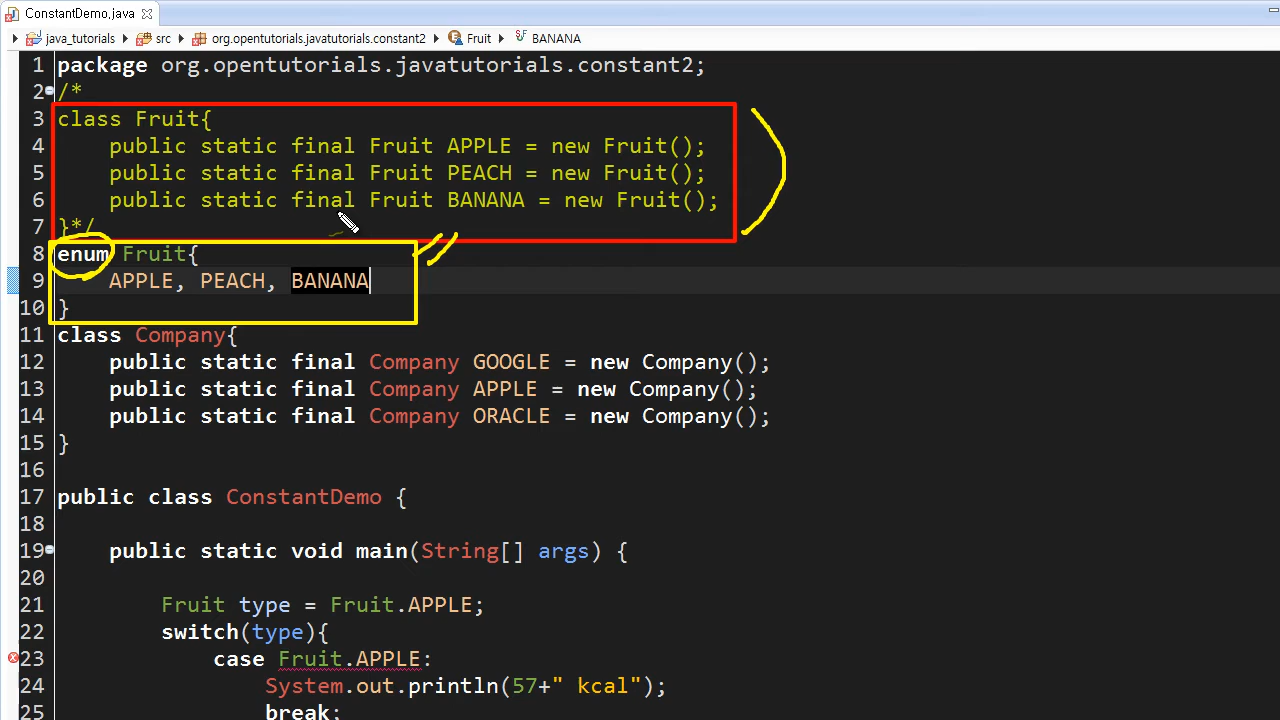 ConstantDemo.java
java_tutorials src org.opentutorials.javatutorials.constant2 Fruit BANANA
1 package org.opentutorials.javatutorials.constant2;
2 /*
3 class Fruit{
4     public static final Fruit APPLE = new Fruit();
5     public static final Fruit PEACH = new Fruit();
6     public static final Fruit BANANA = new Fruit();
7 }*/
8 enum Fruit{
9     APPLE, PEACH, BANANA
10 }
11 class Company{
12     public static final Company GOOGLE = new Company();
13     public static final Company APPLE = new Company();
14     public static final Company ORACLE = new Company();
15 }
16
17 public class ConstantDemo {
18
19     public static void main(String[] args) {
20
21         Fruit type = Fruit.APPLE;
22         switch(type){
23             case Fruit.APPLE:
24                 System.out.println(57+" kcal");
25                 break;